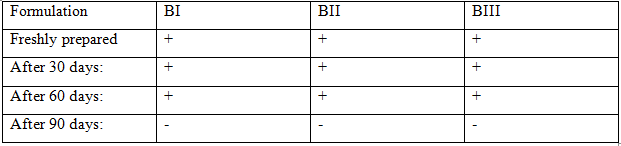 Formulation BI BII BIII
Freshly prepared + + +
After 30 days: + + +
After 60 days: + + +
After 90 days: - - -